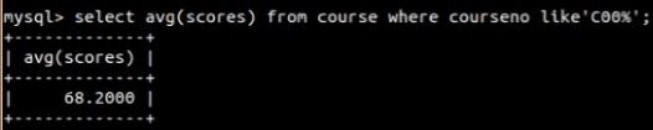 mysql> select avg(scores) from course where courseno like'C00%';
+-------------+
| avg(scores) |
+-------------+
|     68.2000 |
+-------------+